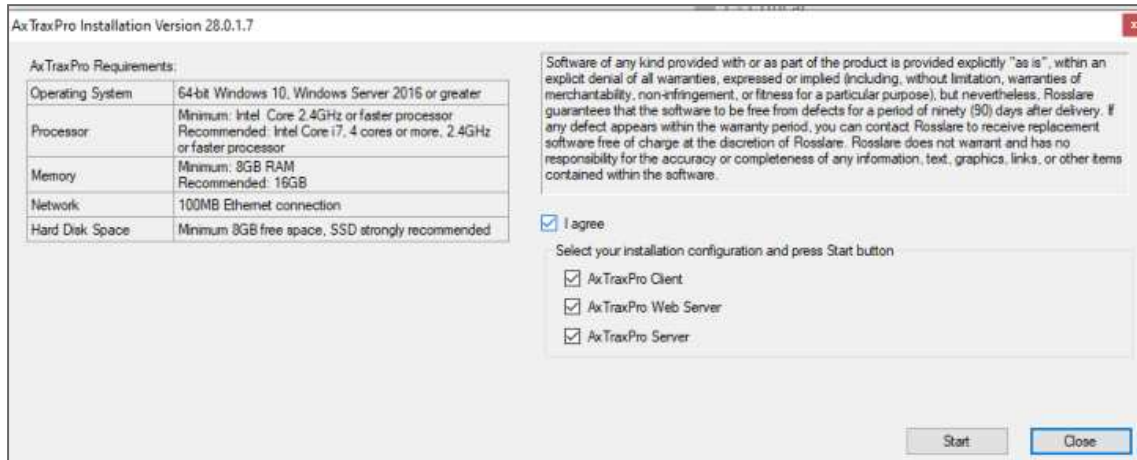 AxTraxPro Installation Version 28.0.1.7
x
AxTraxPro Requirements:
Operating System 64-bit Windows 10, Windows Server 2016 or greater
Processor Minimum: Intel Core 2.4GHz or faster processor
Recommended: Intel Core i7, 4 cores or more, 2.4GHz
or faster processor
Memory Minimum: 8GB RAM
Recommended: 16GB
Network 100MB Ethernet connection
Hard Disk Space Minimum 8GB free space, SSD strongly recommended
Software of any kind provided with or as part of the product is provided explicitly "as is", within an
explicit denial of all warranties, expressed or implied (including, without limitation, warranties of
merchantability, non-infringement, or fitness for a particular purpose), but nevertheless, Rosslare
guarantees that the software to be free from defects for a period of ninety (90) days after delivery. If
any defect appears within the warranty period, you can contact Rosslare to receive replacement
software free of charge at the discretion of Rosslare. Rosslare does not warrant and has no
responsibility for the accuracy or completeness of any information, text, graphics, links, or other items
contained within the software.
I agree
Select your installation configuration and press Start button
AxTraxPro Client
AxTraxPro Web Server
AxTraxPro Server
Start Close